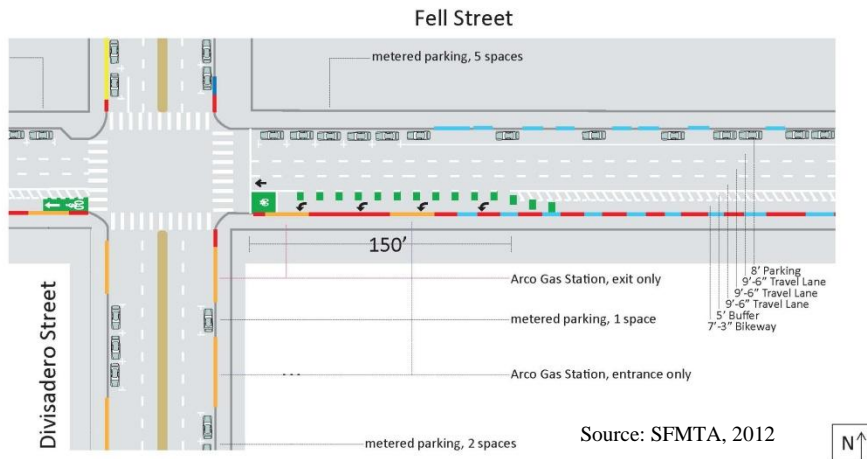 Fell Street
metered parking, 5 spaces
150'
8' Parking
9'-6" Travel Lane
9'-6" Travel Lane
9'-6" Travel Lane
5' Buffer
7'-3" Bikeway
Arco Gas Station, exit only
metered parking, 1 space
Arco Gas Station, entrance only
Divisadero Street
metered parking, 2 spaces
Source: SFMTA, 2012
N